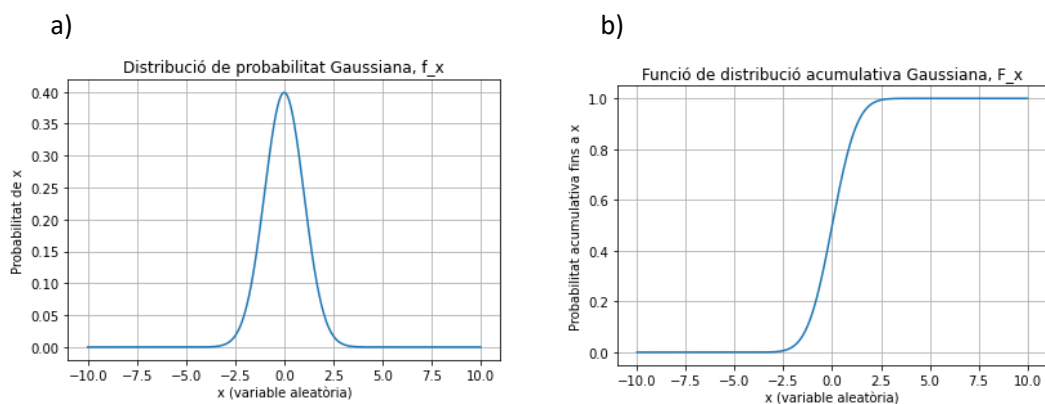 a)
Distribució de probabilitat Gaussiana, f_x
Probabilitat de x
0.40
0.35
0.30
0.25
0.20
0.15
0.10
0.05
0.00
−10.0 −7.5 −5.0 −2.5 0.0 2.5 5.0 7.5 10.0
x (variable aleatòria)
b)
Funció de distribució acumulativa Gaussiana, F_x
Probabilitat acumulativa fins a x
1.0
0.8
0.6
0.4
0.2
0.0
−10.0 −7.5 −5.0 −2.5 0.0 2.5 5.0 7.5 10.0
x (variable aleatòria)